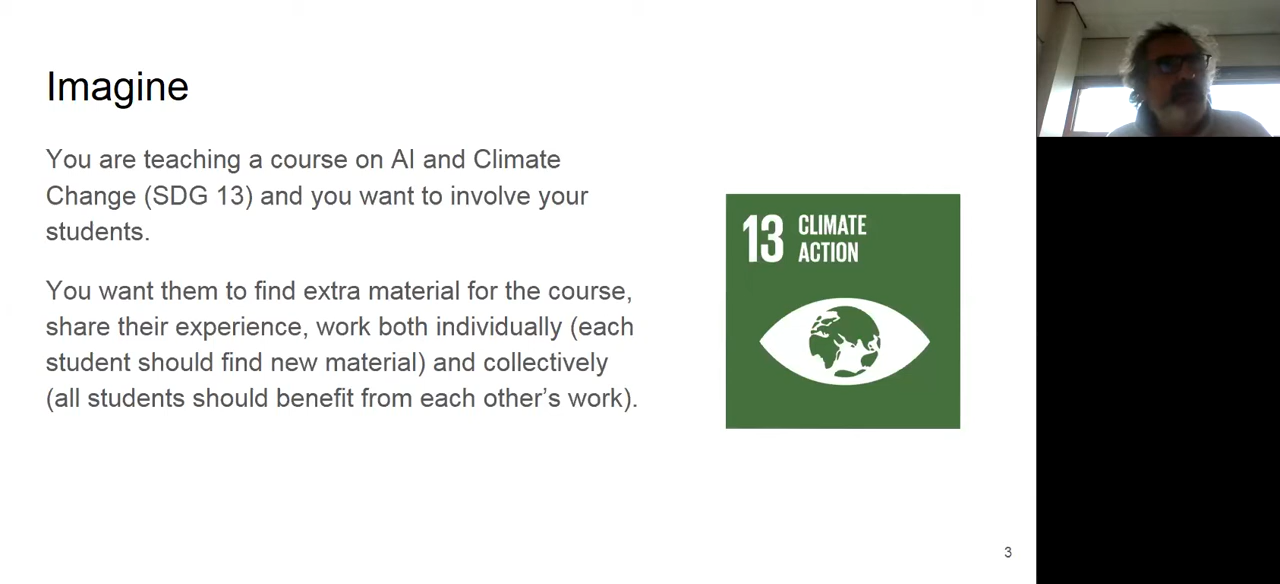 Imagine
You are teaching a course on AI and Climate
Change (SDG 13) and you want to involve your
students.
You want them to find extra material for the course,
share their experience, work both individually (each
student should find new material) and collectively
(all students should benefit from each other’s work).
13 CLIMATE
ACTION
3